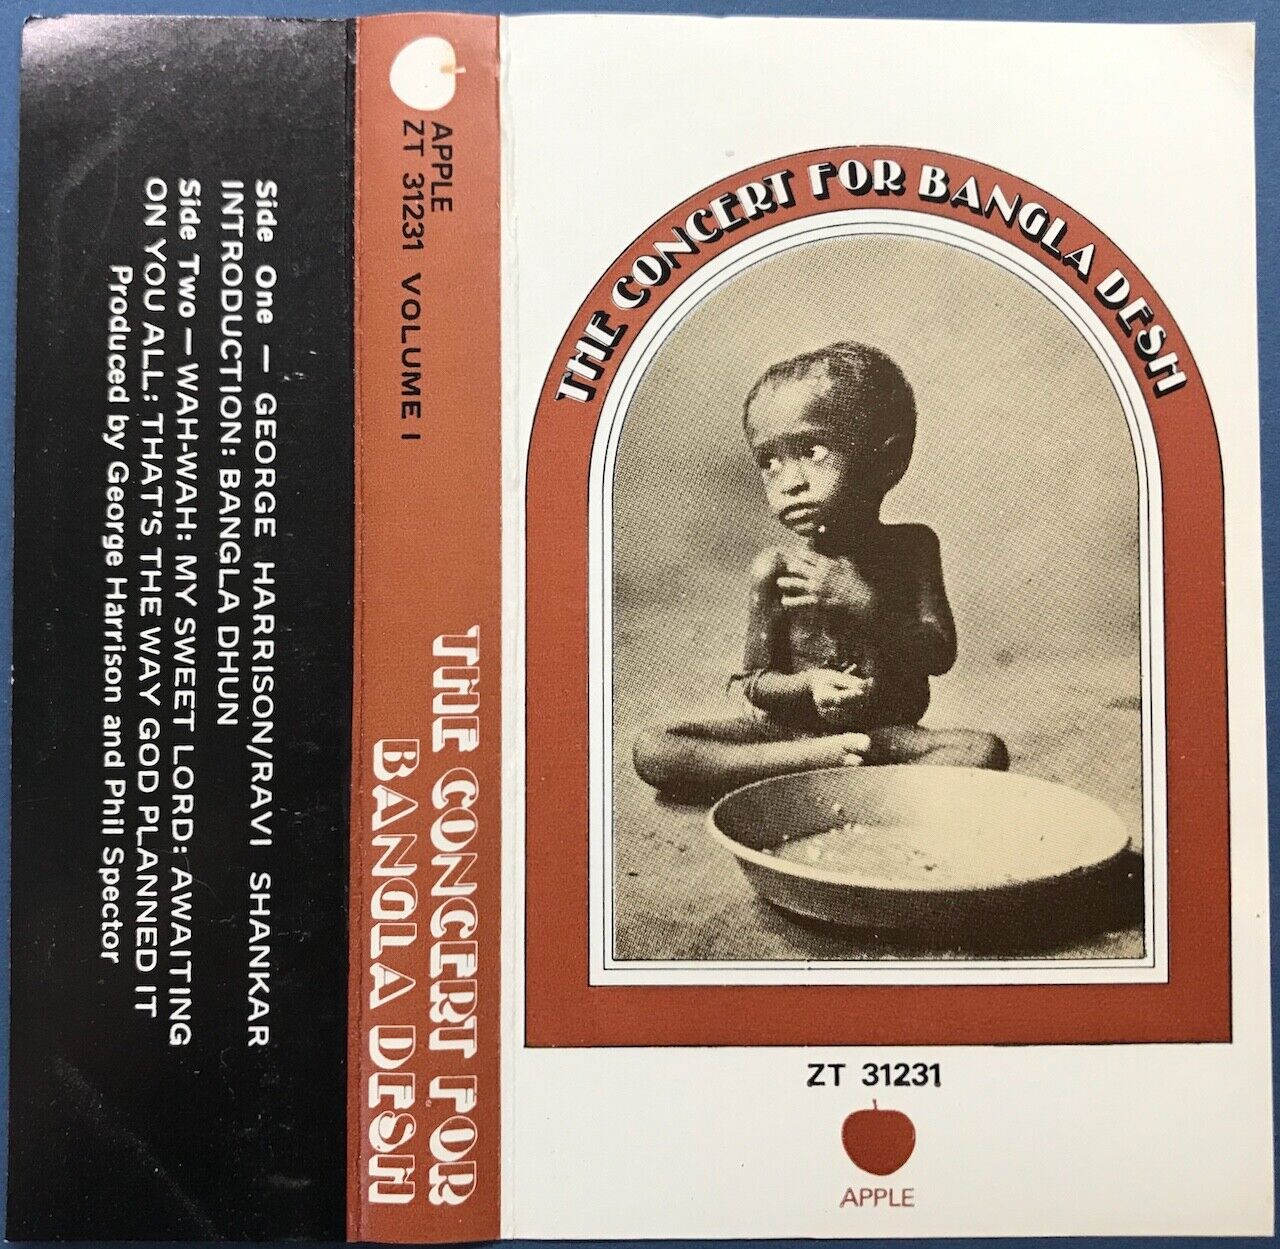 THE CONCERT FOR BANGLA DESH
ZT 31231
APPLE
APPLE
ZT 31231 VOLUME I
THE CONCERT FOR
BANGLA DESH
Side One — GEORGE HARRISON/RAVI SHANKAR
INTRODUCTION: BANGLA DHUN
Side Two — WAH-WAH: MY SWEET LORD: AWAITING
ON YOU ALL: THAT'S THE WAY GOD PLANNED IT
Produced by George Harrison and Phil Spector